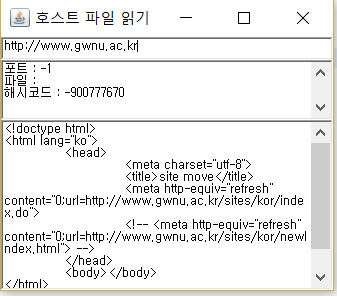 호스트 파일 읽기
http://www.gwnu.ac.kr
포트 : -1
파일 :
해시코드 : -900777670
<!doctype html>
<html lang="ko">
<head>
<meta charset="utf-8">
<title>site move</title>
<meta http-equiv="refresh"
content="0;url=http://www.gwnu.ac.kr/sites/kor/inde
x.do">
<!-- <meta http-equiv="refresh"
content="0;url=http://www.gwnu.ac.kr/sites/kor/newI
ndex.html"> -->
</head>
<body></body>
</html>